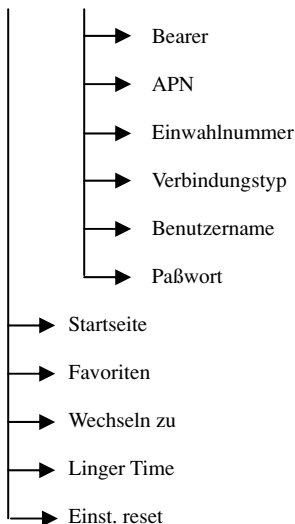 Bearer
APN
Einwahlnummer
Verbindungstyp
Benutzername
Paßwort
Startseite
Favoriten
Wechseln zu
Linger Time
Einst. reset